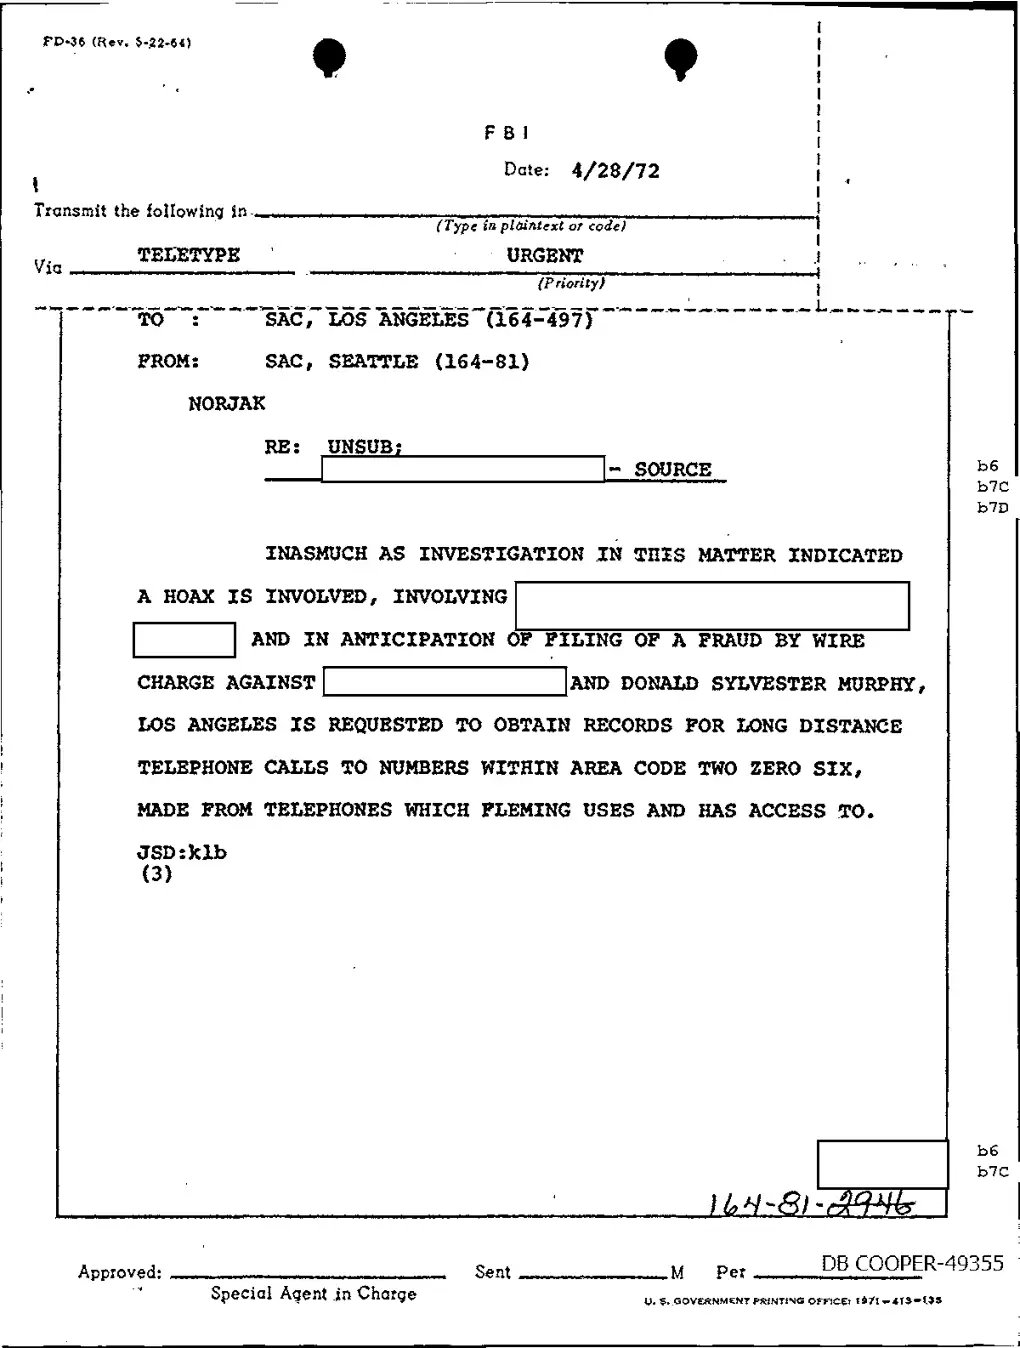 FD-36 (Rev. 5-22-64)
FBI
Date: 4/28/72
Transmit the following in
(Type in plaintext or code)
Via TELETYPE URGENT
(Priority)
TO : SAC, LOS ANGELES (164-497)
FROM: SAC, SEATTLE (164-81)
NORJAK
RE: UNSUB;
- SOURCE
b6
b7C
b7D
INASMUCH AS INVESTIGATION IN THIS MATTER INDICATED
A HOAX IS INVOLVED, INVOLVING
AND IN ANTICIPATION OF FILING OF A FRAUD BY WIRE
CHARGE AGAINST AND DONALD SYLVESTER MURPHY,
LOS ANGELES IS REQUESTED TO OBTAIN RECORDS FOR LONG DISTANCE
TELEPHONE CALLS TO NUMBERS WITHIN AREA CODE TWO ZERO SIX,
MADE FROM TELEPHONES WHICH FLEMING USES AND HAS ACCESS TO.
JSD:klb
(3)
b6
b7C
164-81-2946
Approved: Sent M Per
DB COOPER-49355
Special Agent in Charge
U. S. GOVERNMENT PRINTING OFFICE: 1971-413-135